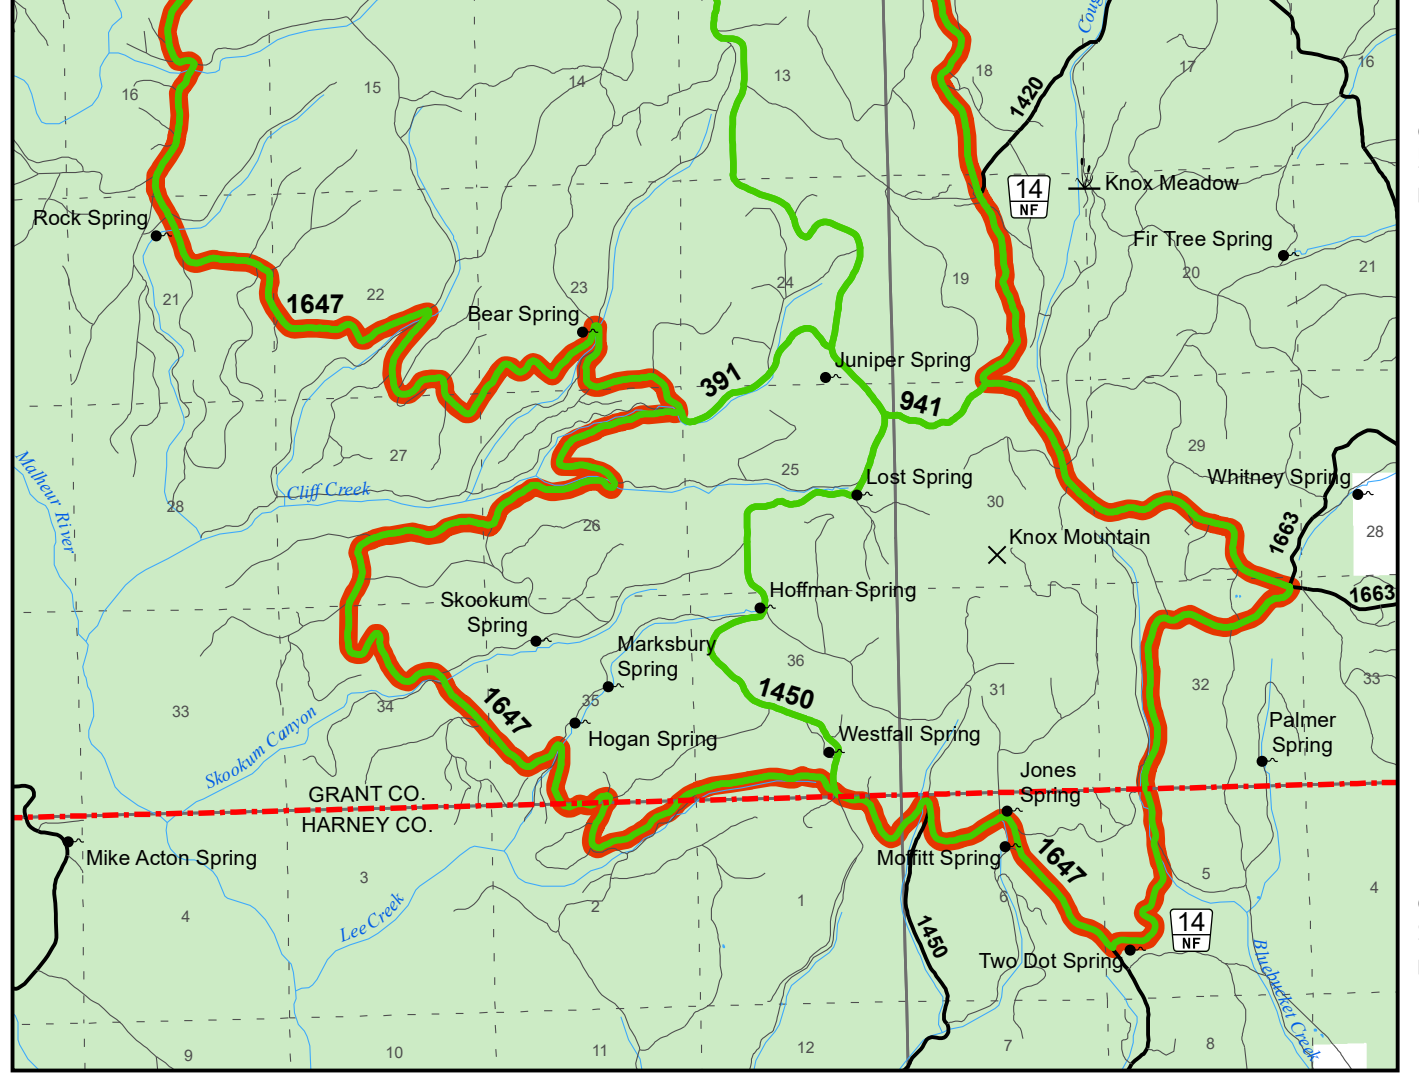 Coug
18
17
16
13
14
15
16
1420
14
NF
Knox Meadow
Rock Spring
Fir Tree Spring
21
20
19
24
23
22
21
1647
Bear Spring
Juniper Spring
391
941
29
27
25
30
Whitney Spring
Lost Spring
Malheur River
Cliff Creek
28
26
28
1663
Knox Mountain
1663
Hoffman Spring
Skookum
Spring
Marksbury
Spring
36
31
32
33
1450
1647
35
34
33
Palmer
Spring
Hogan Spring
Westfall Spring
Skookum Canyon
Jones
Spring
GRANT CO.
HARNEY CO.
Mike Acton Spring
Moffitt Spring
1647
3
5
4
4
2
1
6
Lee Creek
1450
14
NF
Two Dot Spring
Bluebucket Creek
9
10
11
12
7
8